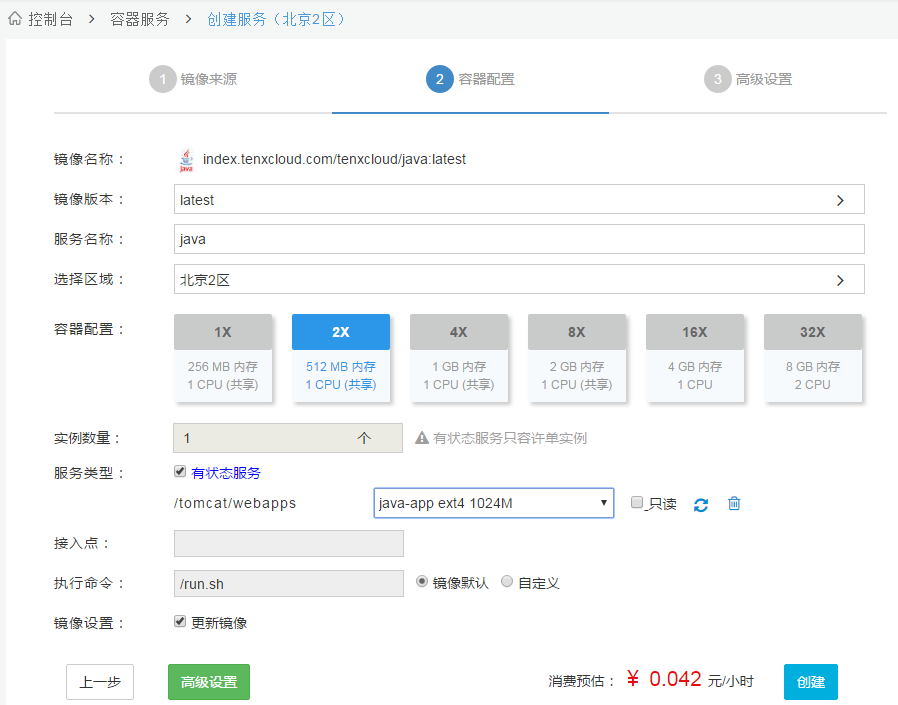 控制台 > 容器服务 > 创建服务（北京2区）
1 镜像来源 2 容器配置 3 高级设置
镜像名称： java index.tenxcloud.com/tenxcloud/java:latest
镜像版本： latest
服务名称： java
选择区域： 北京2区
容器配置： 1X 2X 4X 8X 16X 32X
256 MB 内存 512 MB 内存 1 GB 内存 2 GB 内存 4 GB 内存 8 GB 内存
1 CPU (共享) 1 CPU (共享) 1 CPU (共享) 1 CPU (共享) 1 CPU 2 CPU
实例数量： 1 个 有状态服务只容许单实例
服务类型： 有状态服务
/tomcat/webapps java-app ext4 1024M 只读
接入点：
执行命令： /run.sh 镜像默认 自定义
镜像设置： 更新镜像
上一步 高级设置 消费预估： ¥ 0.042 元/小时 创建